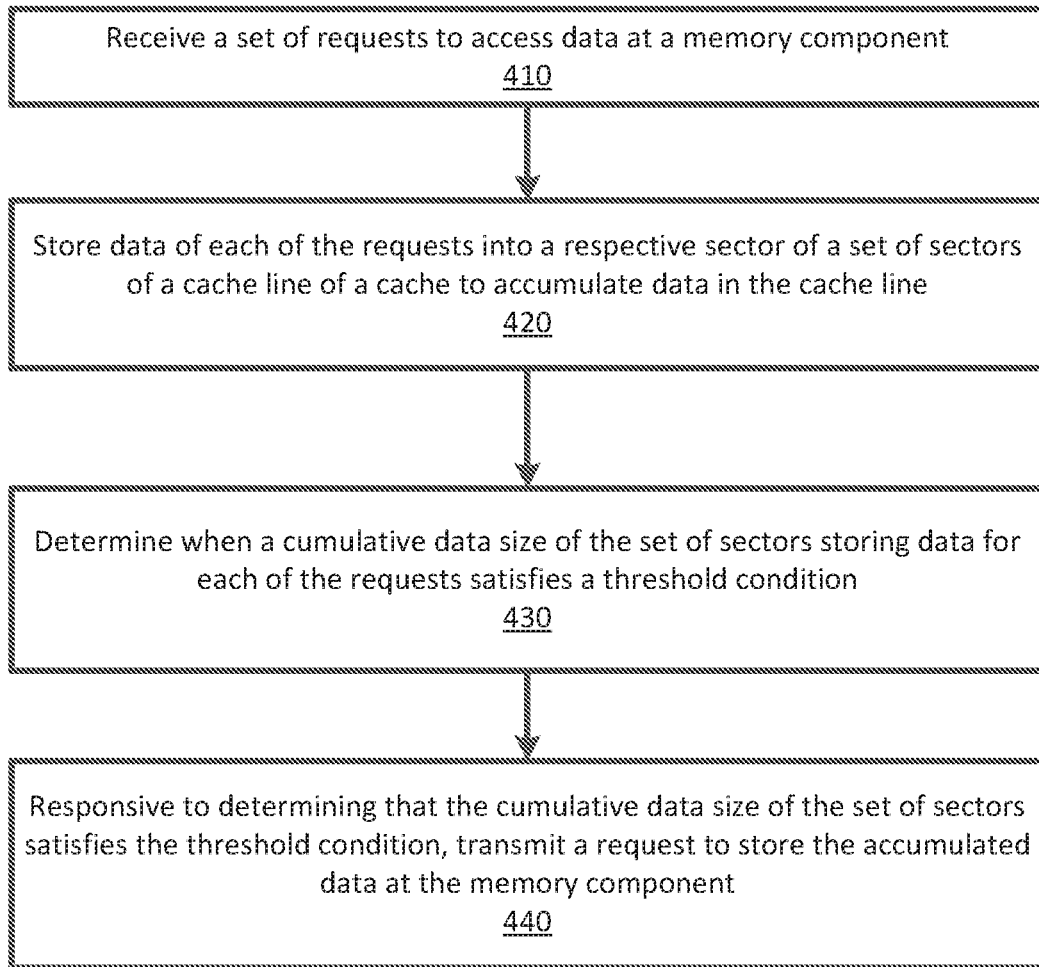 Receive a set of requests to access data at a memory component
410
Store data of each of the requests into a respective sector of a set of sectors
of a cache line of a cache to accumulate data in the cache line
420
Determine when a cumulative data size of the set of sectors storing data for
each of the requests satisfies a threshold condition
430
Responsive to determining that the cumulative data size of the set of sectors
satisfies the threshold condition, transmit a request to store the accumulated
data at the memory component
440